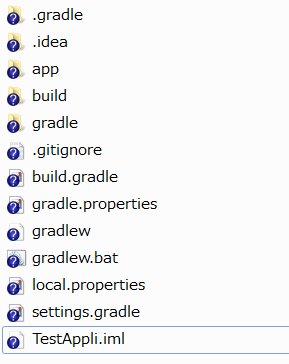 .gradle
.idea
app
build
gradle
.gitignore
build.gradle
gradle.properties
gradlew
gradlew.bat
local.properties
settings.gradle
TestAppli.iml